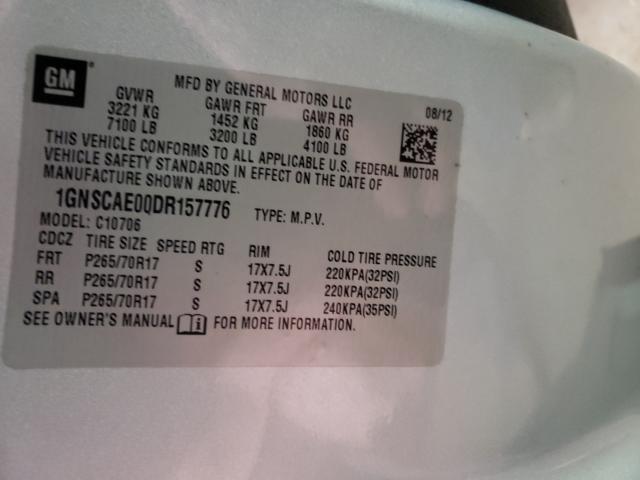 GM
MFD BY GENERAL MOTORS LLC
08/12
GVWR GAWR FRT GAWR RR
3221 KG 1452 KG 1860 KG
7100 LB 3200 LB 4100 LB
THIS VEHICLE CONFORMS TO ALL APPLICABLE U.S. FEDERAL MOTOR
VEHICLE SAFETY STANDARDS IN EFFECT ON THE DATE OF
MANUFACTURE SHOWN ABOVE.
1GNSCAE00DR157776 TYPE: M.P.V.
MODEL: C10706
CDCZ TIRE SIZE SPEED RTG RIM COLD TIRE PRESSURE
FRT P265/70R17 S 17X7.5J 220KPA(32PSI)
RR P265/70R17 S 17X7.5J 220KPA(32PSI)
SPA P265/70R17 S 17X7.5J 240KPA(35PSI)
SEE OWNER'S MANUAL FOR MORE INFORMATION.